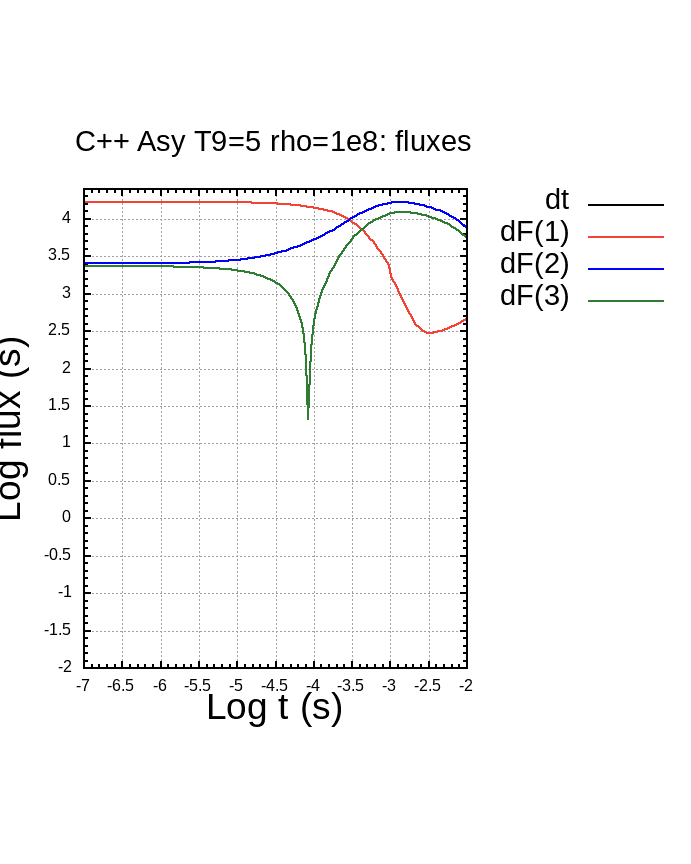 C++ Asy T9=5 rho=1e8: fluxes
dt
dF(1)
dF(2)
dF(3)
Log flux (s)
4
3.5
3
2.5
2
1.5
1
0.5
0
-0.5
-1
-1.5
-2
-7 -6.5 -6 -5.5 -5 -4.5 -4 -3.5 -3 -2.5 -2
Log t (s)